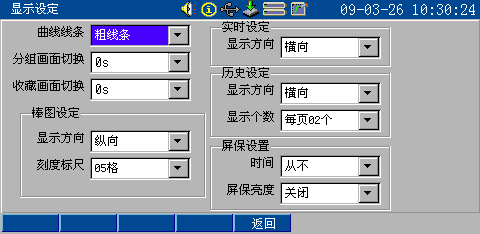 显示设定 09-03-26 10:30:24
曲线线条 粗线条
分组画面切换 0s
收藏画面切换 0s
棒图设定
显示方向 纵向
刻度标尺 05格
实时设定
显示方向 横向
历史设定
显示方向 横向
显示个数 每页02个
屏保设置
时间 从不
屏保亮度 关闭
返回